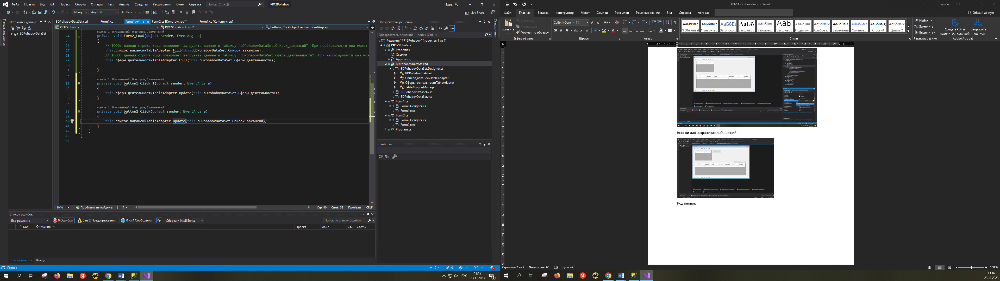 Файл Правка Вид Git Проект Сборка Отладка Тест Анализ Средства Расширения Окно Справка Поиск (Ctrl+Q) PR12Pohabov Вход
Debug Any CPU Пуск Live Share
Панель элементов
Источники данных
BDPohabovDataSet
BDPohabovDataSet.xsd Form1.cs Form2.cs* Form2.cs [Конструктор]* Form1.cs [Конструктор]
PR12Pohabov PR12Pohabov.Form2 button2_Click(object sender, EventArgs e)
ссылка: 1 | 0 изменений | 0 авторов, 0 изменений
24 private void Form2_Load(object sender, EventArgs e)
25 {
26 // TODO: данная строка кода позволяет загрузить данные в таблицу "bDPohabovDataSet.Список_вакансий". При необходимости она может
27 this.список_вакансийTableAdapter.Fill(this.bDPohabovDataSet.Список_вакансий);
28 // TODO: данная строка кода позволяет загрузить данные в таблицу "bDPohabovDataSet.Сферы_деятельности". При необходимости она мож
29 this.сферы_деятельностиTableAdapter.Fill(this.bDPohabovDataSet.Сферы_деятельности);
30
31 }
32
ссылка: 1 | 0 изменений | 0 авторов, 0 изменений
33 private void button1_Click_1(object sender, EventArgs e)
34 {
35 this.сферы_деятельностиTableAdapter.Update(this.bDPohabovDataSet.Сферы_деятельности);
36 }
37
ссылка: 1 | 0 изменений | 0 авторов, 0 изменений
38 private void button2_Click(object sender, EventArgs e)
39 {
40 this.список_вакансийTableAdapter.Update(this.bDPohabovDataSet.Список_вакансий);
41 }
42 }
43 }
44
110 % Проблемы не найдены. Стр: 40 Симв: 52 Пробелы CRLF
Список ошибок
Все решение 0 Ошибки 0 из 2 Предупреждения 0 из 4 Сообщения Сборка и IntelliSense Поиск по списку ошибок
Код Описание Проект Файл Ст... Сост...
Список ошибок Вывод
Готово 0 0 4
Обозреватель решений
Обозреватель решений — поиск (Ctrl+;)
Решение "PR12Pohabov" (проекты: 1 из 1)
PR12Pohabov
Properties
Ссылки
App.config
BDPohabovDataSet.xsd
BDPohabovDataSet.Designer.cs
BDPohabovDataSet
Список_вакансийTableAdapter
Сферы_деятельностиTableAdapter
TableAdapterManager
BDPohabovDataSet.xsc
BDPohabovDataSet.xss
Form1.cs
Form1.Designer.cs
Form1.resx
Form2.cs
Form2.Designer.cs
Form2.resx
Program.cs
Свойства
Уведомления
РУС 13:15
23.11.2023 5
ПР12-Похабов.docx - Word курсы
Файл Главная Вставка Конструктор Макет Ссылки Рассылки Рецензирование Вид Справка Acrobat Общий доступ
Вставить Вырезать Копировать Формат по образцу
Calibri (Оснс 11
Ж К Ч abc x₂ x² А
АаБбВвГг, АаБбВвГг, АаБбВ АаБб АаБбВвГ АаЬ АаБбВвГ АаБбВвГг АаБбВвГг АаБбВвГг АаБбВвГг, АаБбВвГг
¶ Обычный ¶ Без инте... Заголово... Заголово... Заголово... Заголовок Подзагол... Слабое в... Выделение Сильное... Строгий Цитата 2
Найти Заменить Выделить
Создать PDF и поделиться ссылкой
Запросить подписи
Буфер обмена Шрифт Абзац Стили Редактирование Adobe Acrobat
Кнопки для сохранения добавлений
Код кнопок
Страница 7 из 7 Число слов: 68 русский 100 %
13:16
23.11.2023